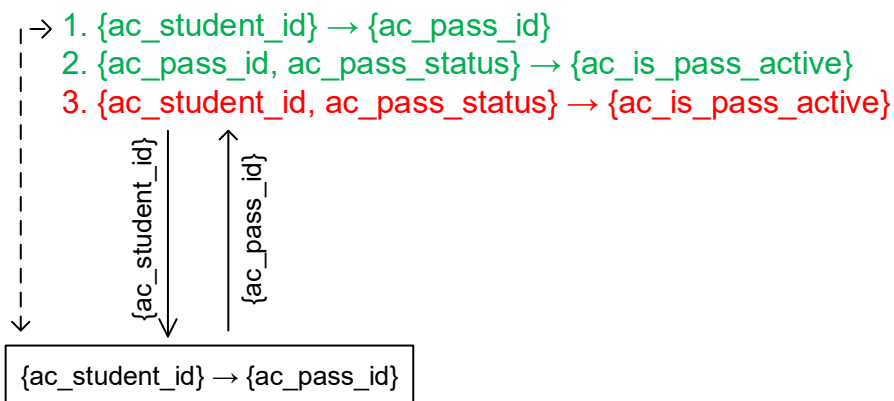 1. {ac_student_id} → {ac_pass_id}
2. {ac_pass_id, ac_pass_status} → {ac_is_pass_active}
3. {ac_student_id, ac_pass_status} → {ac_is_pass_active}
{ac_student_id}
{ac_pass_id}
{ac_student_id} → {ac_pass_id}